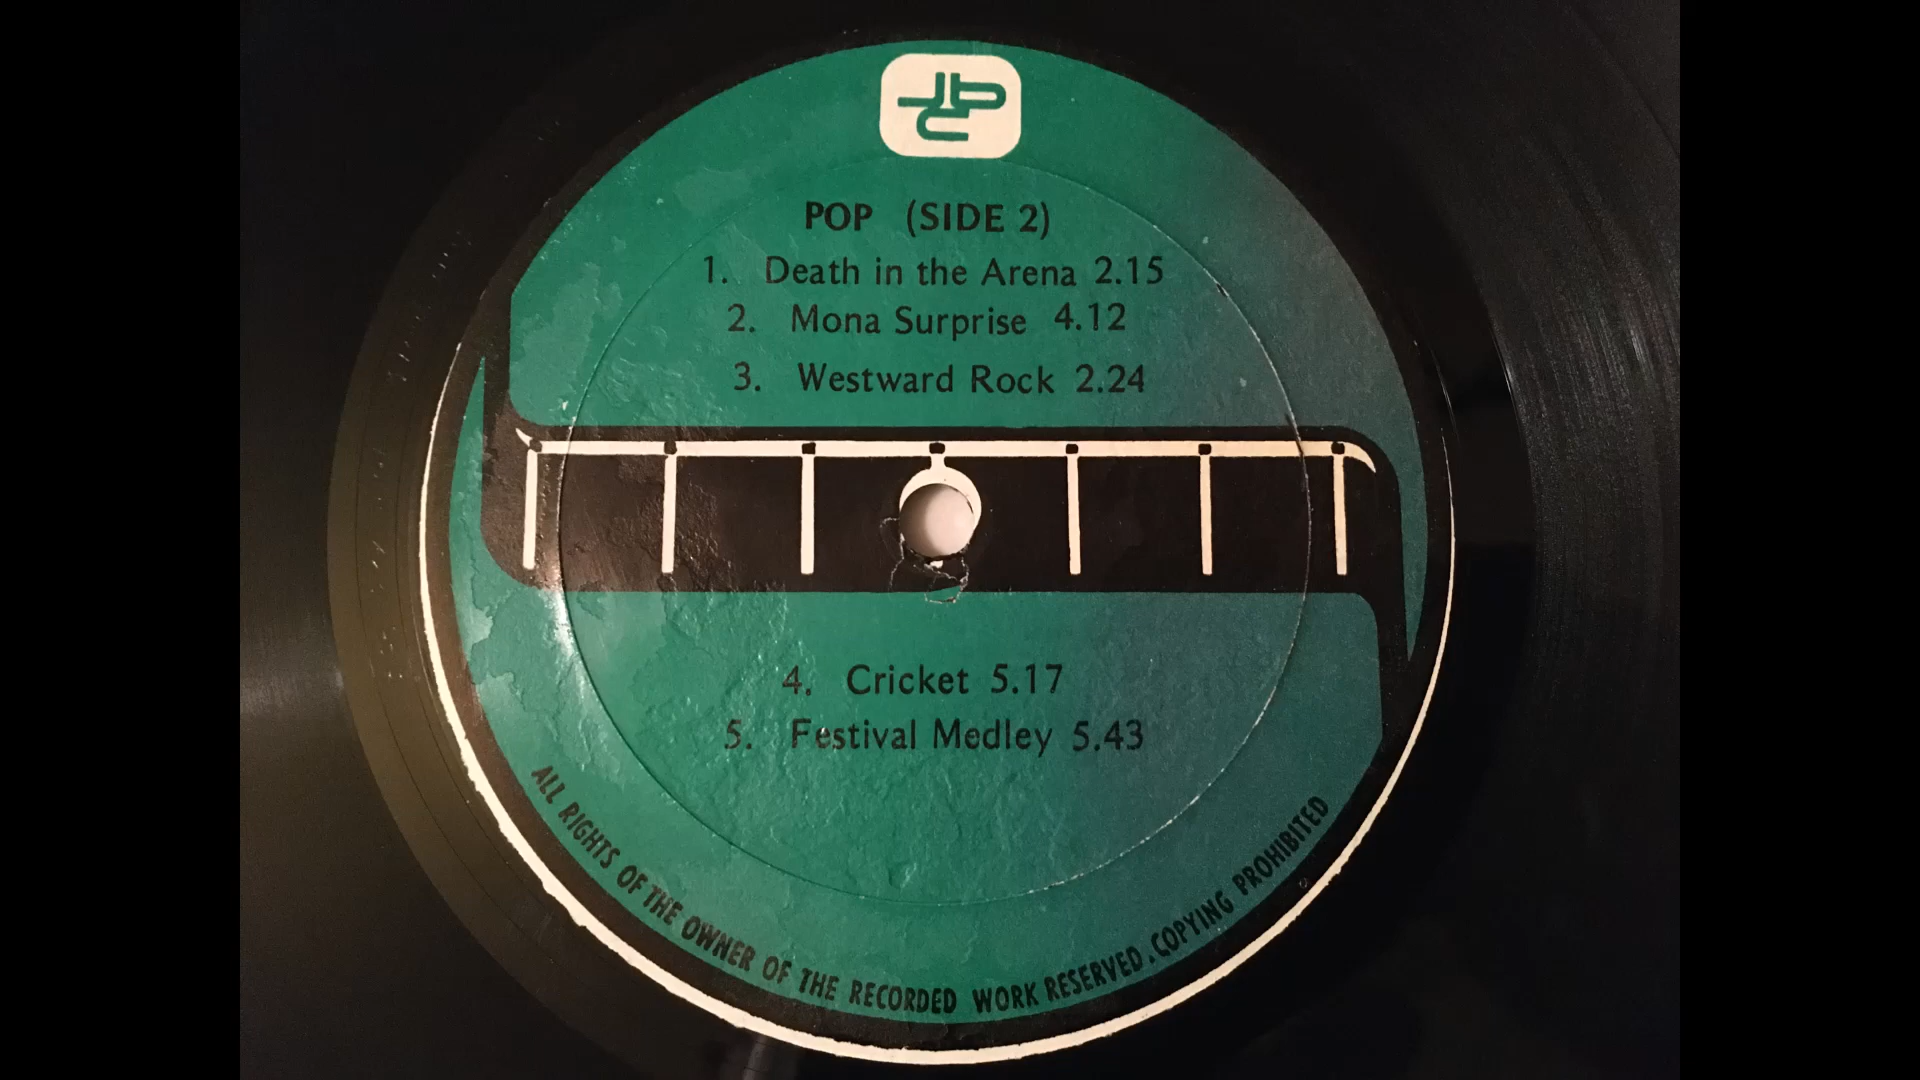 POP (SIDE 2)
1. Death in the Arena 2.15
2. Mona Surprise 4.12
3. Westward Rock 2.24
4. Cricket 5.17
5. Festival Medley 5.43
ALL RIGHTS OF THE OWNER OF THE RECORDED WORK RESERVED. COPYING PROHIBITED